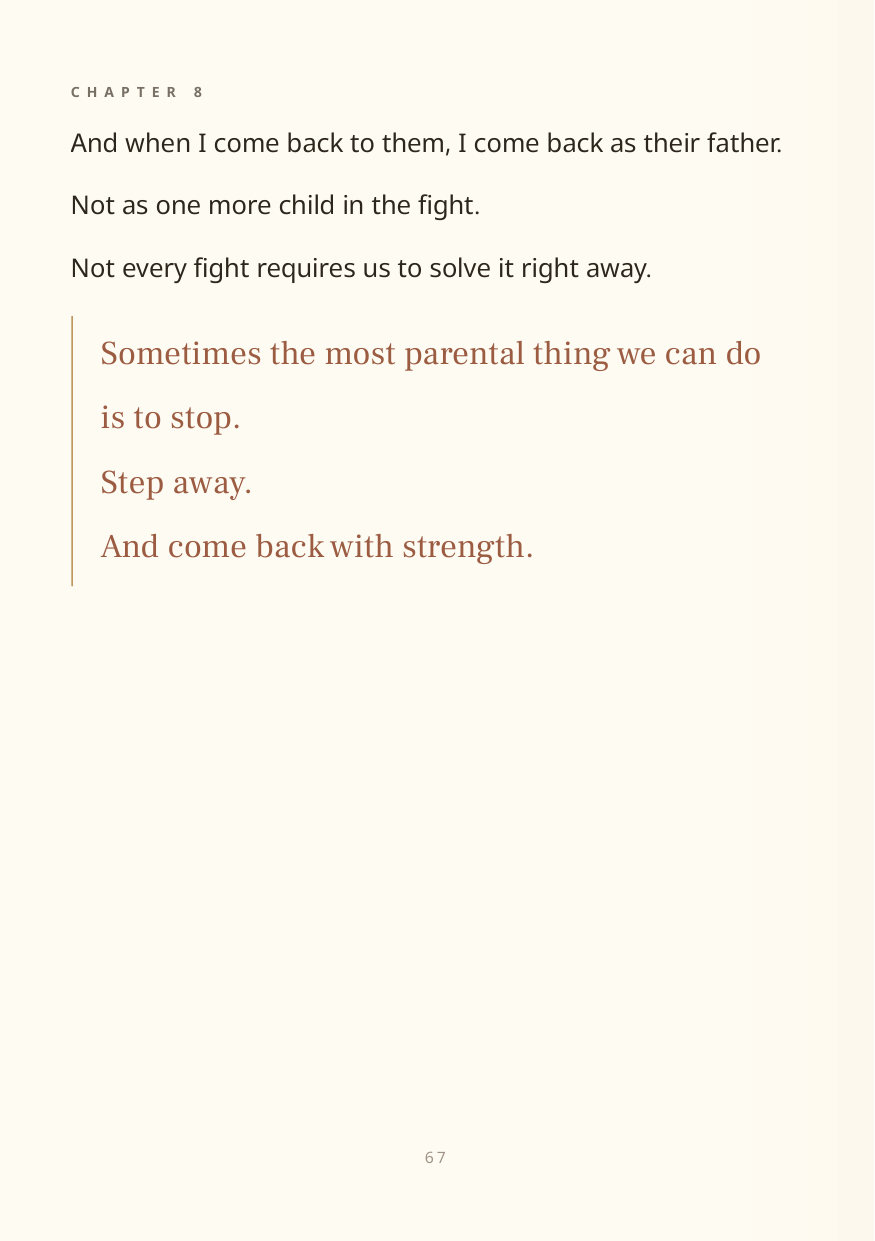 CHAPTER 8
And when I come back to them, I come back as their father.
Not as one more child in the fight.
Not every fight requires us to solve it right away.
Sometimes the most parental thing we can do
is to stop.
Step away.
And come back with strength.
67